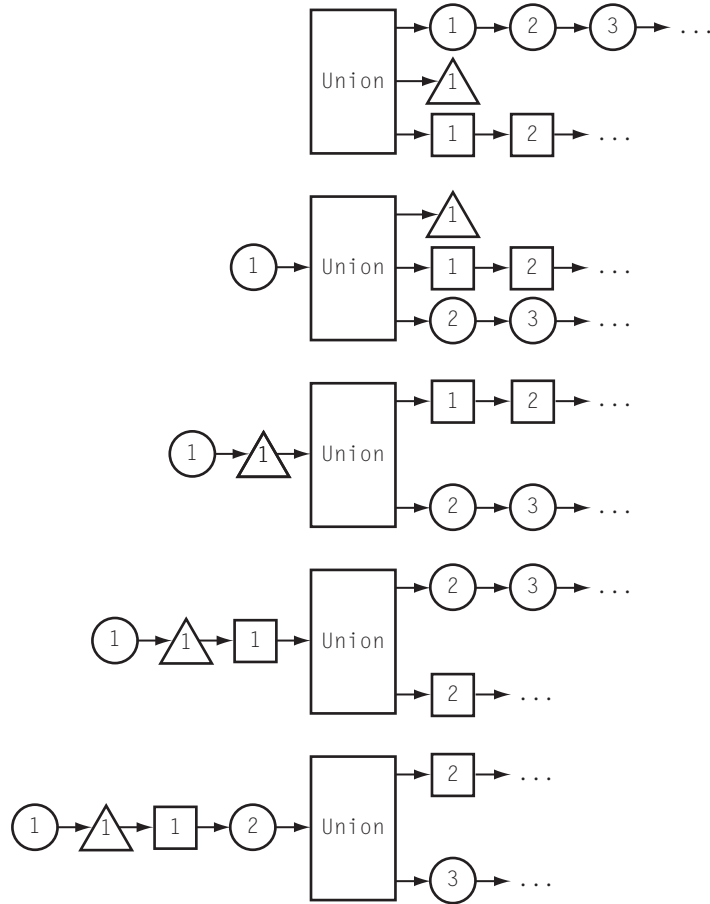 1 2 3 ...
Union 1
1 2 ...
1
1 Union 1 2 ...
2 3 ...
1 2 ...
1 1 Union
2 3 ...
2 3 ...
1 1 1 Union
2 ...
2 ...
1 1 1 2 Union
3 ...